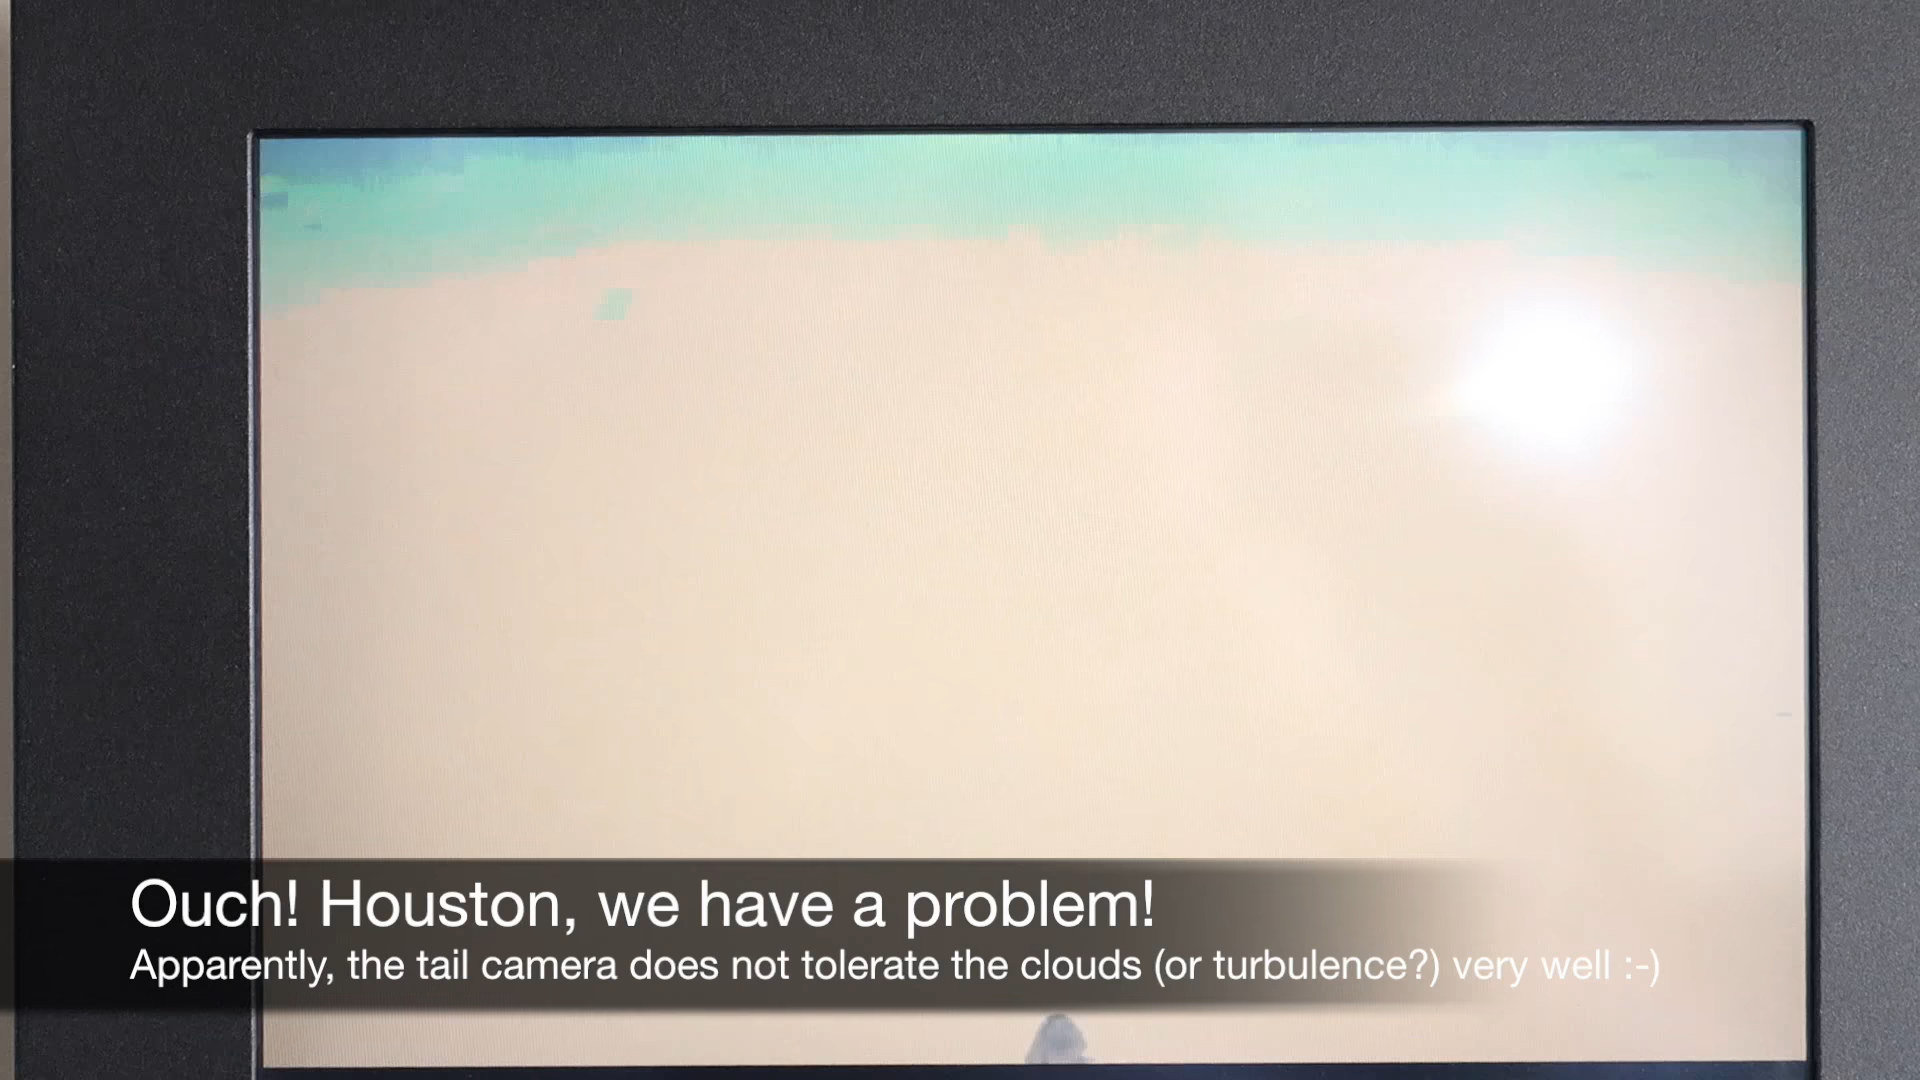 Ouch! Houston, we have a problem!
Apparently, the tail camera does not tolerate the clouds (or turbulence?) very well :-)